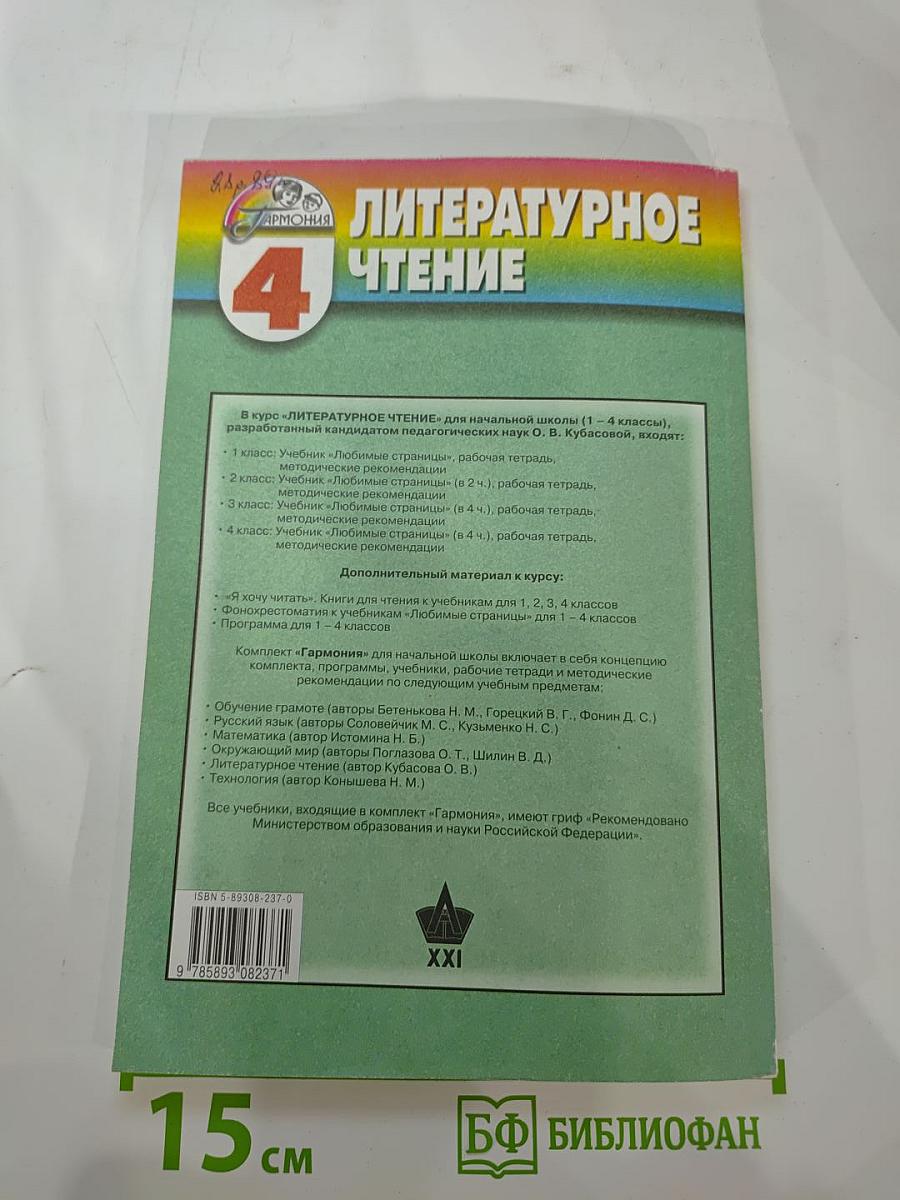 ГАРМОНИЯ
4
ЛИТЕРАТУРНОЕ
ЧТЕНИЕ
В курс «ЛИТЕРАТУРНОЕ ЧТЕНИЕ» для начальной школы (1 – 4 классы),
разработанный кандидатом педагогических наук О. В. Кубасовой, входят:
• 1 класс: Учебник «Любимые страницы», рабочая тетрадь,
методические рекомендации
• 2 класс: Учебник «Любимые страницы» (в 2 ч.), рабочая тетрадь,
методические рекомендации
• 3 класс: Учебник «Любимые страницы» (в 4 ч.), рабочая тетрадь,
методические рекомендации
• 4 класс: Учебник «Любимые страницы» (в 4 ч.), рабочая тетрадь,
методические рекомендации
Дополнительный материал к курсу:
• «Я хочу читать». Книги для чтения к учебникам для 1, 2, 3, 4 классов
• Фонохрестоматия к учебникам «Любимые страницы» для 1 – 4 классов
• Программа для 1 – 4 классов
Комплект «Гармония» для начальной школы включает в себя концепцию
комплекта, программы, учебники, рабочие тетради и методические
рекомендации по следующим учебным предметам:
• Обучение грамоте (авторы Бетенькова Н. М., Горецкий В. Г., Фонин Д. С.)
• Русский язык (авторы Соловейчик М. С., Кузьменко Н. С.)
• Математика (автор Истомина Н. Б.)
• Окружающий мир (авторы Поглазова О. Т., Шилин В. Д.)
• Литературное чтение (автор Кубасова О. В.)
• Технология (автор Конышева Н. М.)
Все учебники, входящие в комплект «Гармония», имеют гриф «Рекомендовано
Министерством образования и науки Российской Федерации».
ISBN 5-89308-237-0
9 785893 082371
XXI
15 см
БФ БИБЛИОФАН